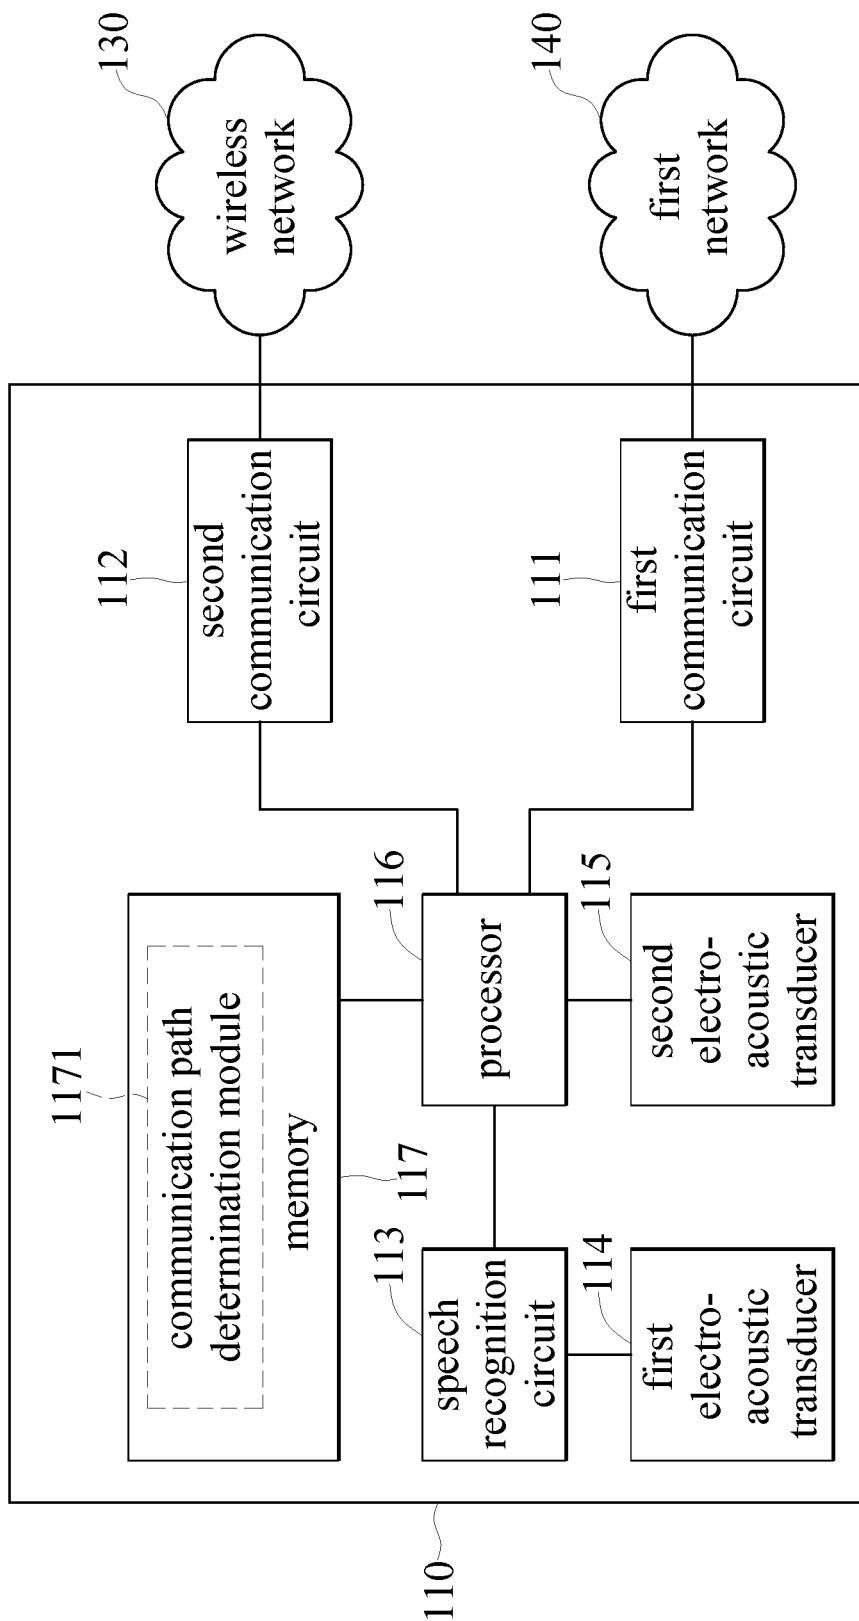 110
1171
communication path
determination module
memory
117
113
speech
recognition
circuit
114
first
electro-
acoustic
transducer
116
processor
115
second
electro-
acoustic
transducer
112
second
communication
circuit
111
first
communication
circuit
130
wireless
network
140
first
network